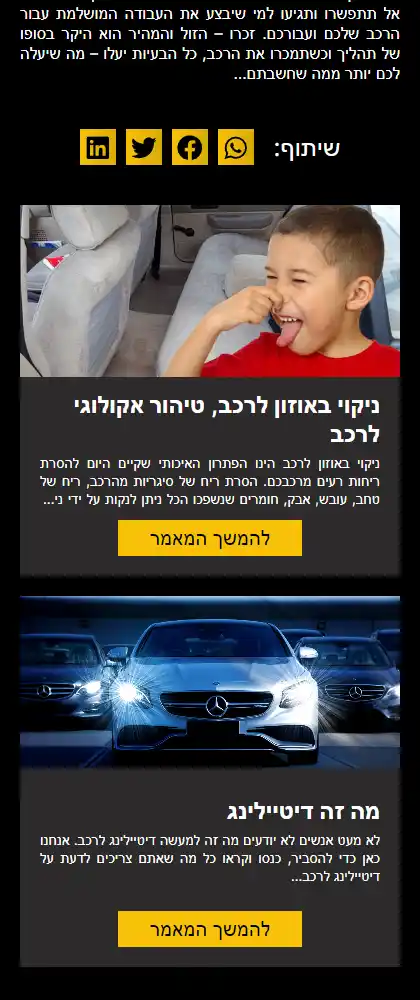 אל תתפשרו ותגיעו למי שיבצע את העבודה המושלמת עבור
הרכב שלכם ועבורכם. זכרו – הזול והמהיר הוא היקר בסופו
של תהליך וכשתמכרו את הרכב, כל הבעיות יעלו – מה שיעלה
לכם יותר ממה שחשבתם...
שיתוף:
ניקוי באוזון לרכב, טיהור אקולוגי
לרכב
ניקוי באוזון לרכב הינו הפתרון האיכותי שקיים היום להסרת
ריחות רעים מרכבכם. הסרת ריח של סיגריות מהרכב, ריח של
טחב, עובש, אבק, חומרים שנשפכו הכל ניתן לנקות על ידי ני...
להמשך המאמר
מה זה דיטיילינג
לא מעט אנשים לא יודעים מה זה למעשה דיטיילינג לרכב. אנחנו
כאן כדי להסביר, כנסו וקראו כל מה שאתם צריכים לדעת על
דיטיילינג לרכב...
להמשך המאמר